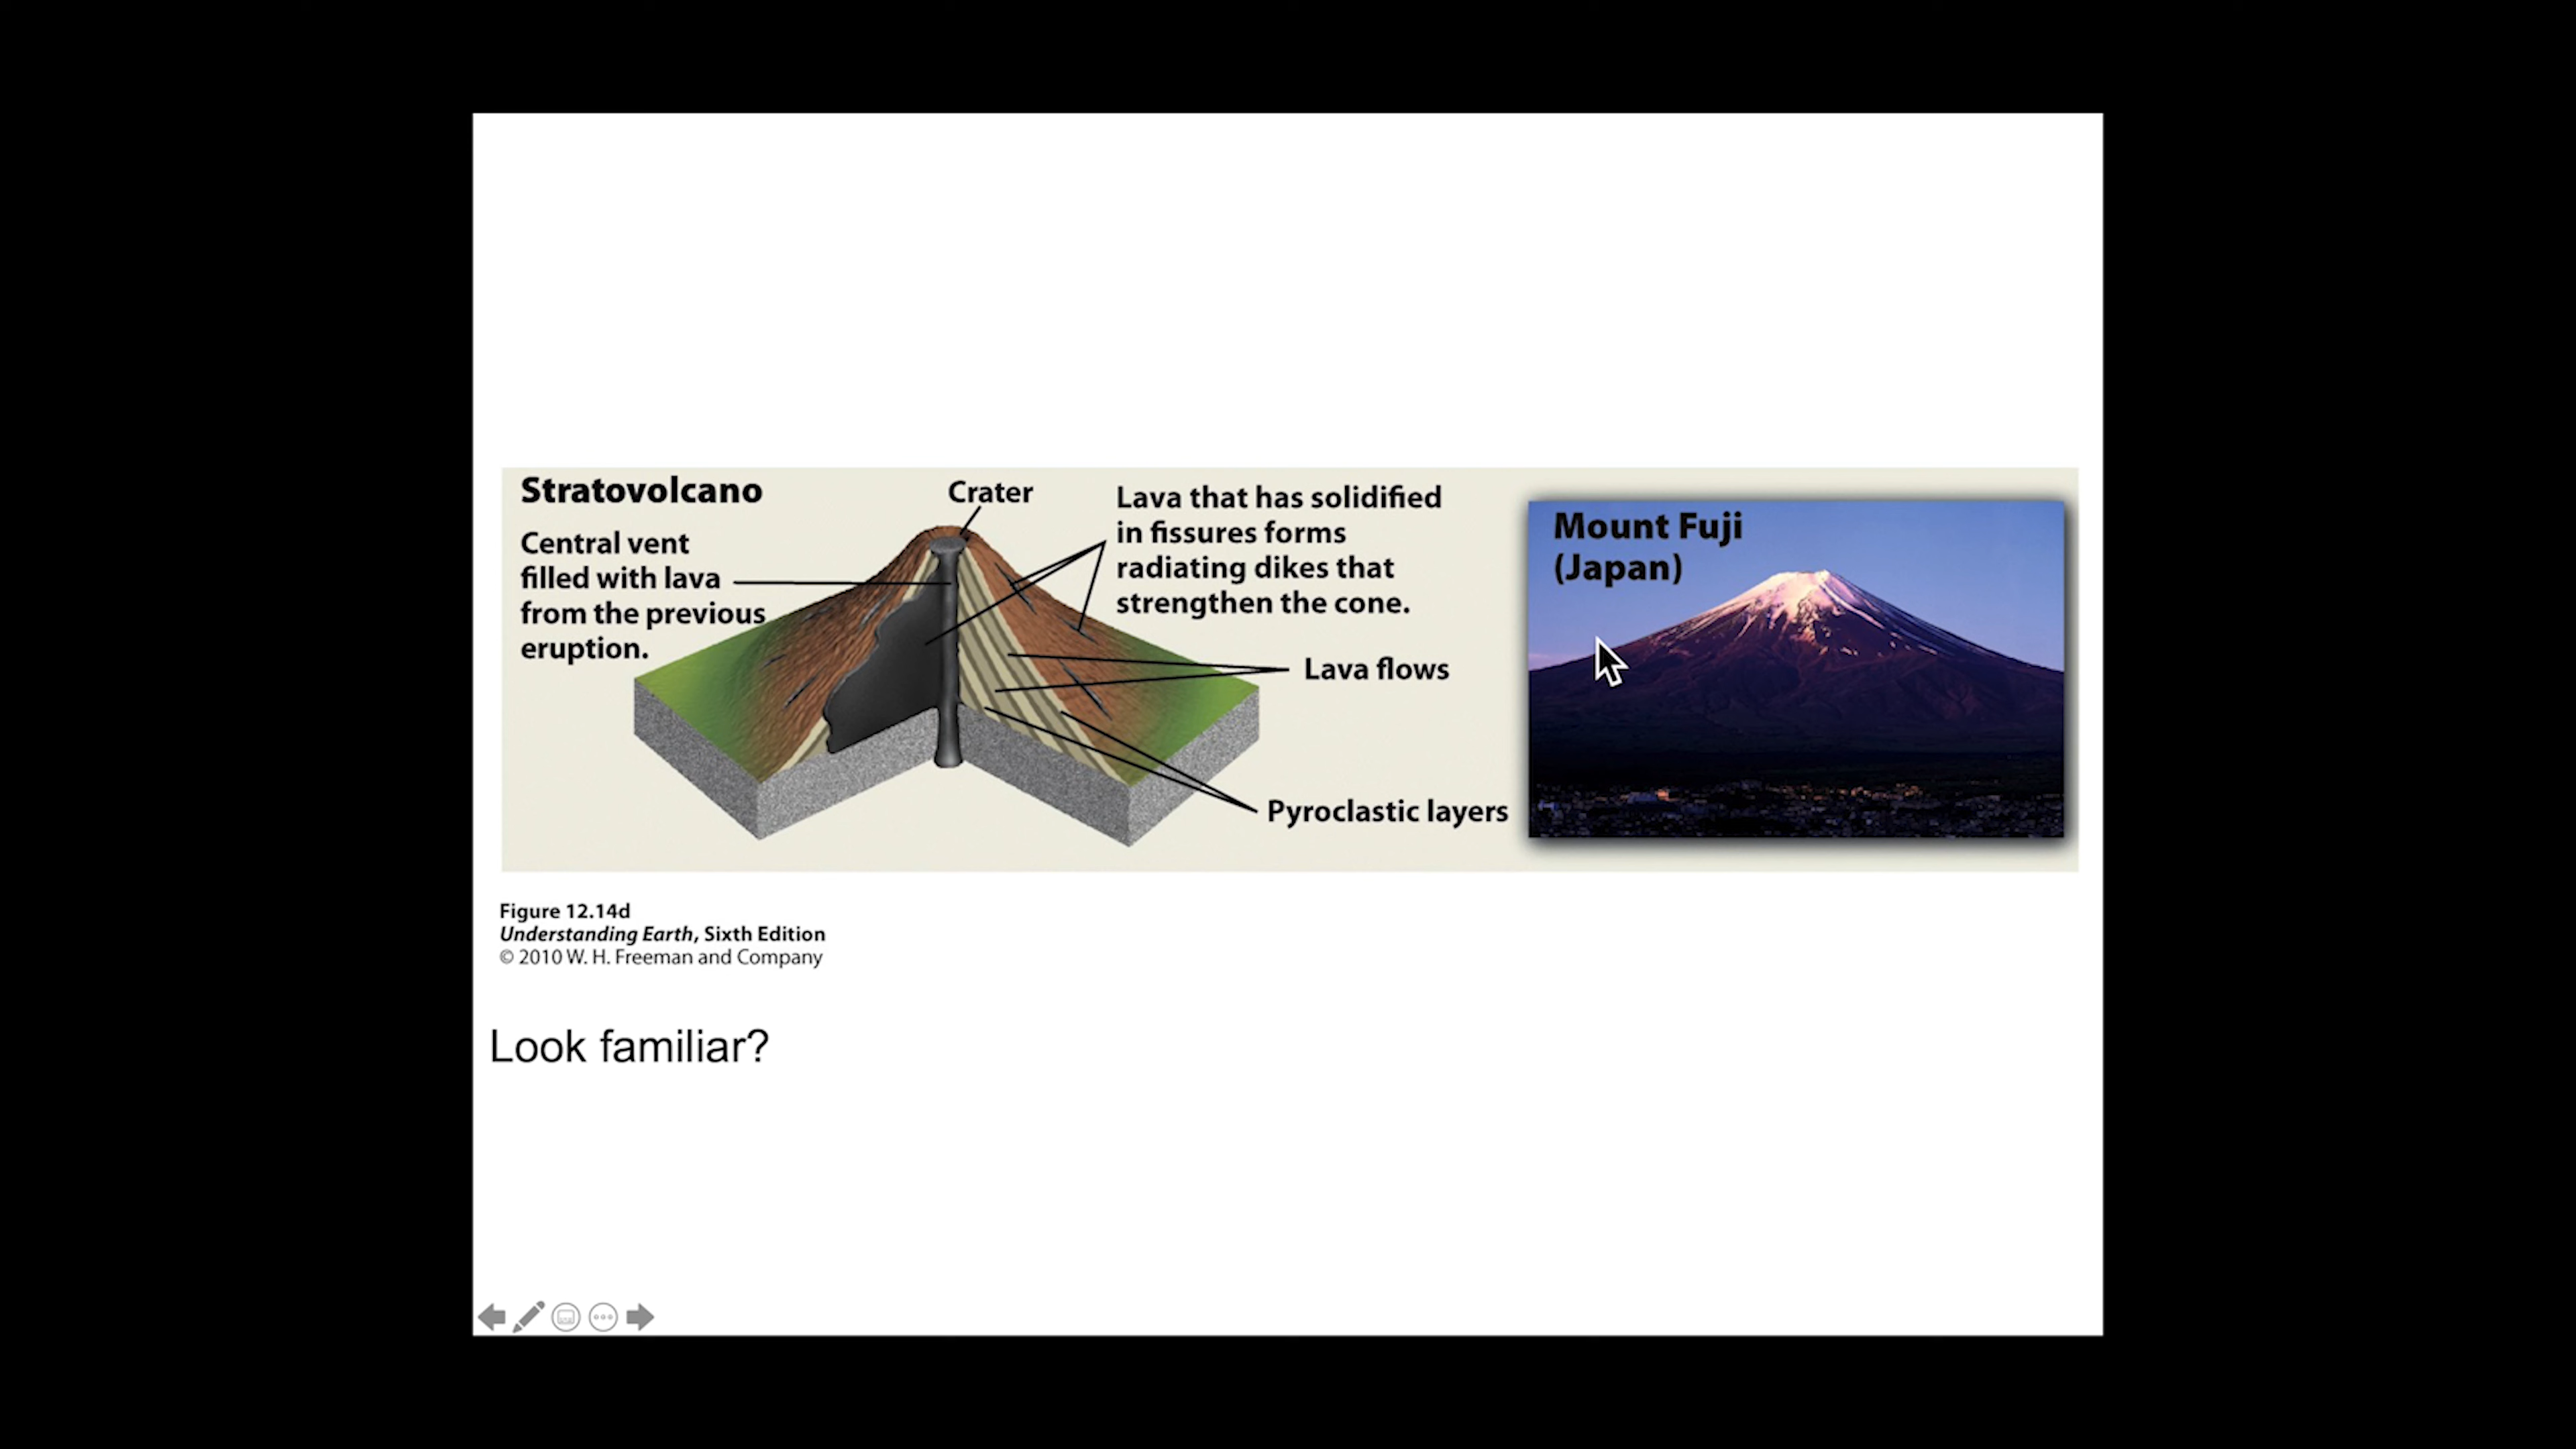 Stratovolcano
Central vent
filled with lava
from the previous
eruption.
Crater
Lava that has solidified
in fissures forms
radiating dikes that
strengthen the cone.
Lava flows
Pyroclastic layers
Mount Fuji
(Japan)
Figure 12.14d
Understanding Earth, Sixth Edition
© 2010 W. H. Freeman and Company
Look familiar?